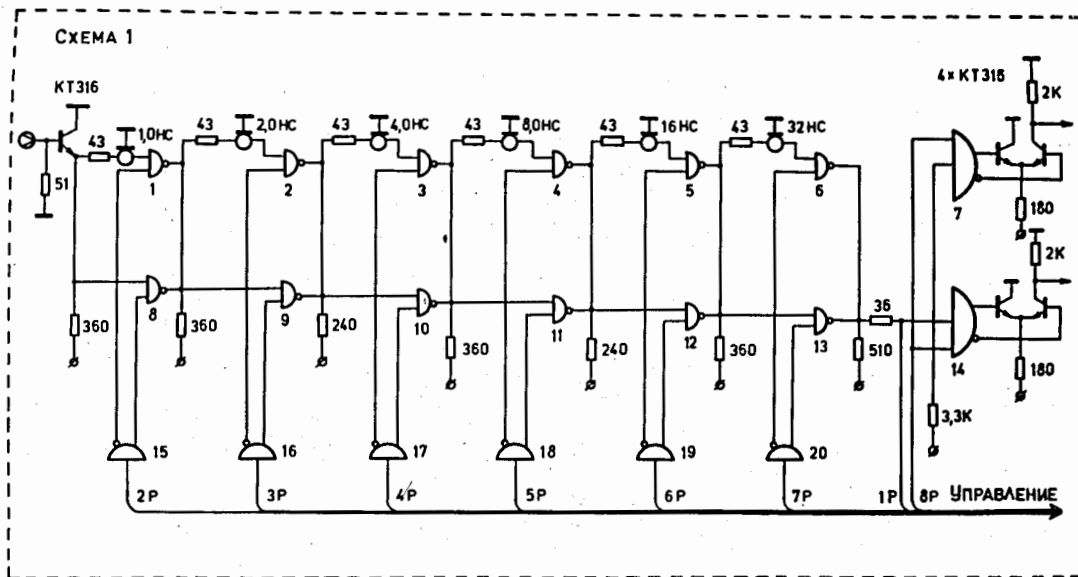 СХЕМА 1
КТ316
4× КТ315
2К
43
1,0НС
43
2,0НС
43
4,0НС
43
8,0НС
43
16НС
43
32НС
51
1
2
3
4
5
6
7
180
2К
8
9
10
11
12
13
36
14
360
360
240
360
240
360
510
180
3,3К
15
16
17
18
19
20
2Р
3Р
4Р
5Р
6Р
7Р
1Р
8Р
УПРАВЛЕНИЕ